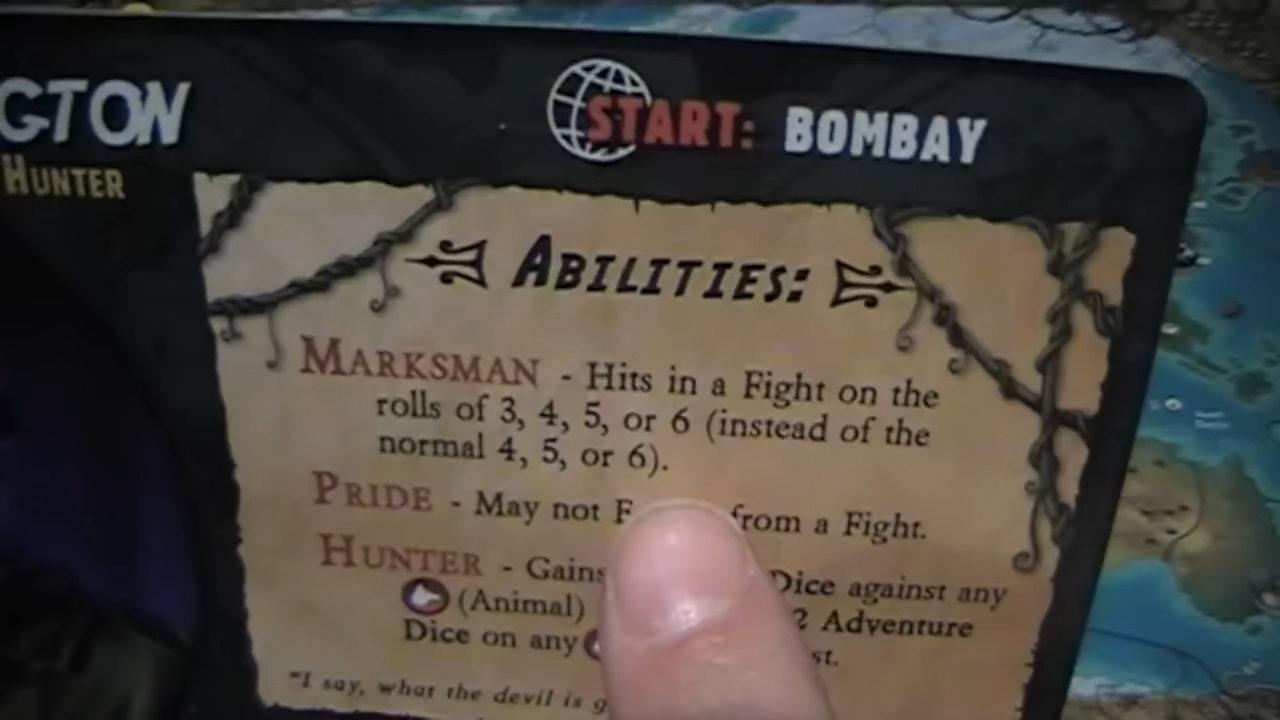 GTON
HUNTER
START: BOMBAY
ABILITIES:
MARKSMAN - Hits in a Fight on the
rolls of 3, 4, 5, or 6 (instead of the
normal 4, 5, or 6).
PRIDE - May not from a Fight.
HUNTER - Gains Dice against any
(Animal) 2 Adventure
Dice on any
"I say, what the devil is